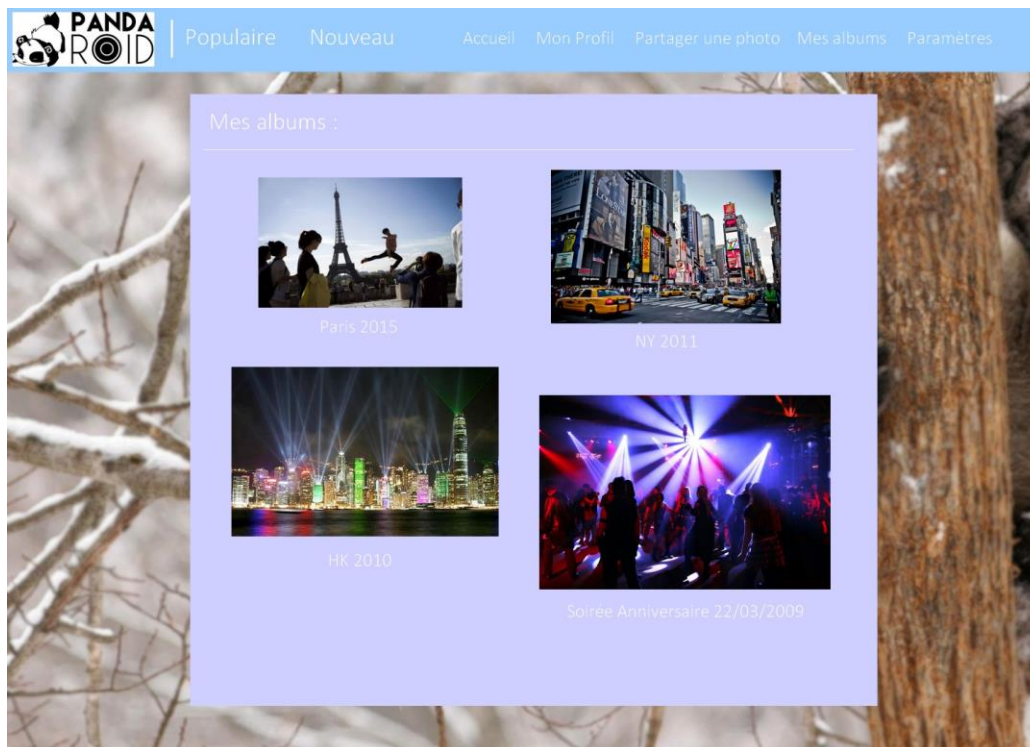 PANDA
ROID
Populaire Nouveau Accueil Mon Profil Partager une photo Mes albums Paramètres
Mes albums :
Paris 2015
NY 2011
HK 2010
Soirée Anniversaire 22/03/2009